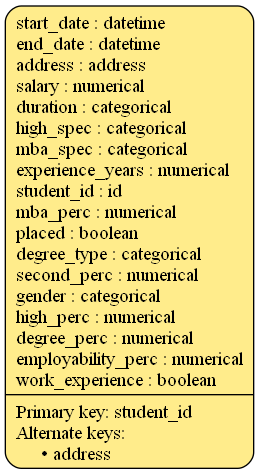 start_date : datetime
end_date : datetime
address : address
salary : numerical
duration : categorical
high_spec : categorical
mba_spec : categorical
experience_years : numerical
student_id : id
mba_perc : numerical
placed : boolean
degree_type : categorical
second_perc : numerical
gender : categorical
high_perc : numerical
degree_perc : numerical
employability_perc : numerical
work_experience : boolean
Primary key: student_id
Alternate keys:
• address